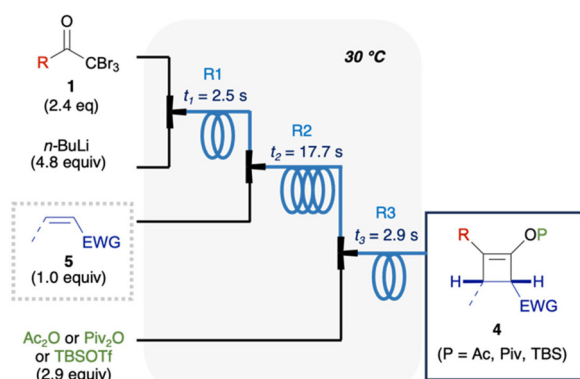 O
R
CBr3
1
(2.4 eq)
n-BuLi
(4.8 equiv)
EWG
5
(1.0 equiv)
Ac2O or Piv2O
or TBSOTf
(2.9 equiv)
30 °C
R1
t1 = 2.5 s
R2
t2 = 17.7 s
R3
t3 = 2.9 s
R
OP
H
H
EWG
4
(P = Ac, Piv, TBS)